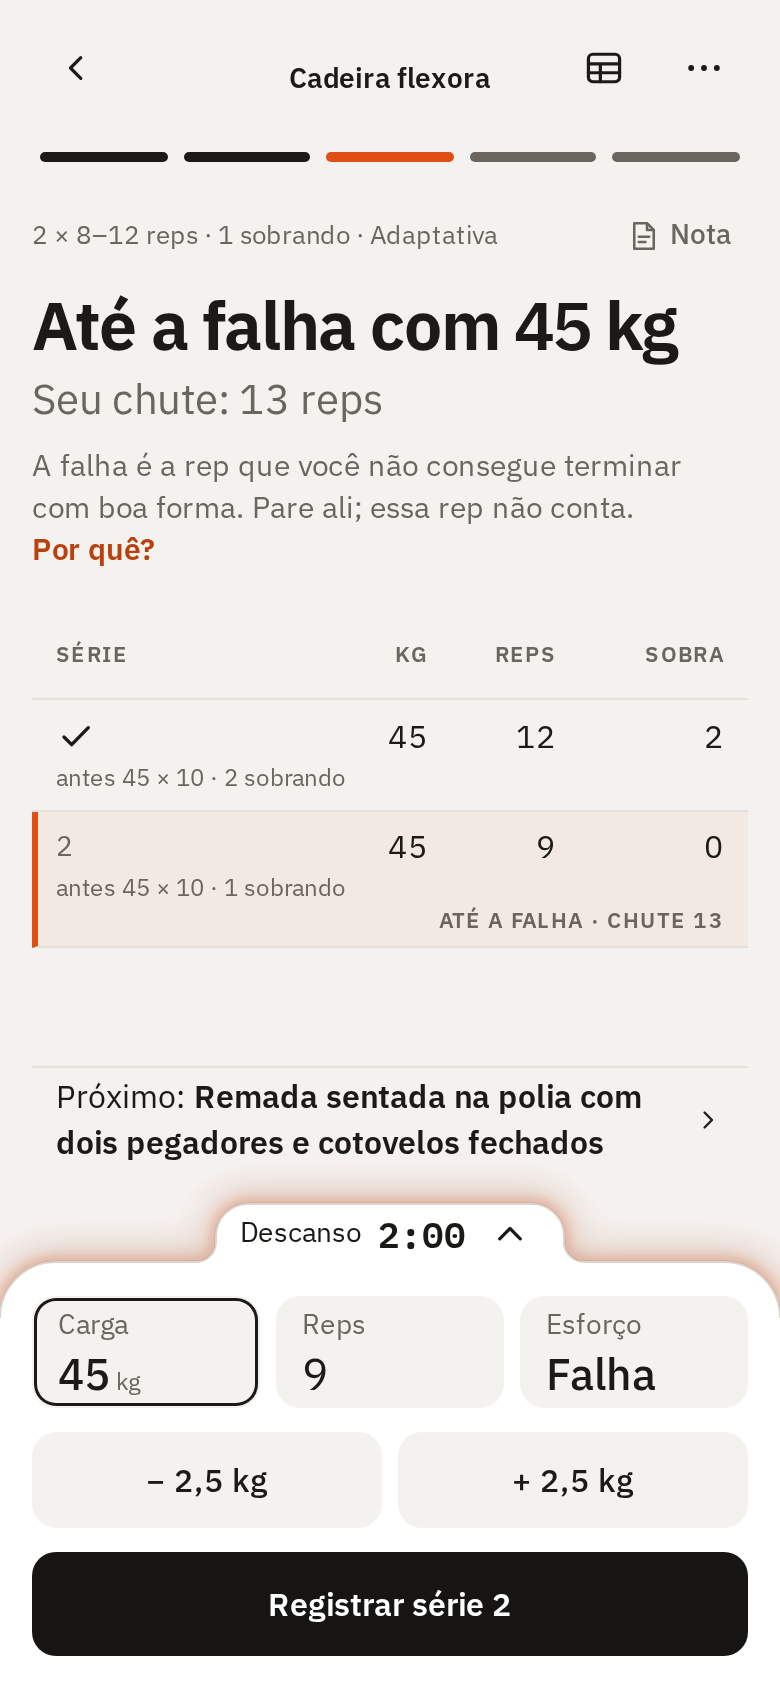 Cadeira flexora
2 × 8–12 reps · 1 sobrando · Adaptativa
Nota
Até a falha com 45 kg
Seu chute: 13 reps
A falha é a rep que você não consegue terminar
com boa forma. Pare ali; essa rep não conta.
Por quê?
SÉRIE KG REPS SOBRA
45 12 2
antes 45 × 10 · 2 sobrando
2 45 9 0
antes 45 × 10 · 1 sobrando
ATÉ A FALHA · CHUTE 13
Próximo: Remada sentada na polia com
dois pegadores e cotovelos fechados
Descanso 2:00
Carga Reps Esforço
45 kg 9 Falha
− 2,5 kg + 2,5 kg
Registrar série 2